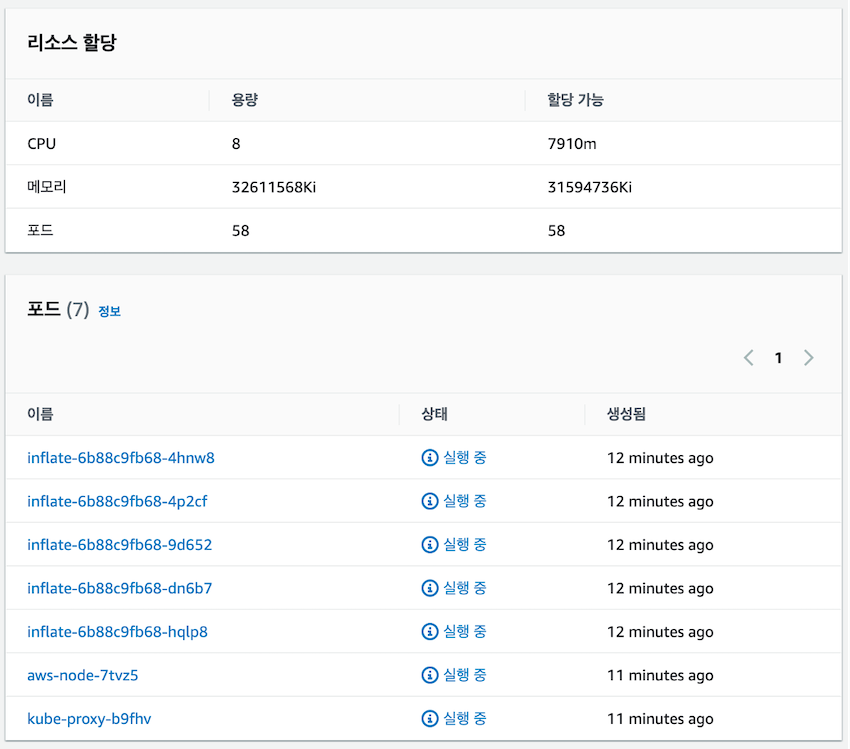 리소스 할당
이름 용량 할당 가능
CPU 8 7910m
메모리 32611568Ki 31594736Ki
포드 58 58
포드 (7) 정보
1
이름 상태 생성됨
inflate-6b88c9fb68-4hnw8 실행 중 12 minutes ago
inflate-6b88c9fb68-4p2cf 실행 중 12 minutes ago
inflate-6b88c9fb68-9d652 실행 중 12 minutes ago
inflate-6b88c9fb68-dn6b7 실행 중 12 minutes ago
inflate-6b88c9fb68-hqlp8 실행 중 12 minutes ago
aws-node-7tvz5 실행 중 11 minutes ago
kube-proxy-b9fhv 실행 중 11 minutes ago